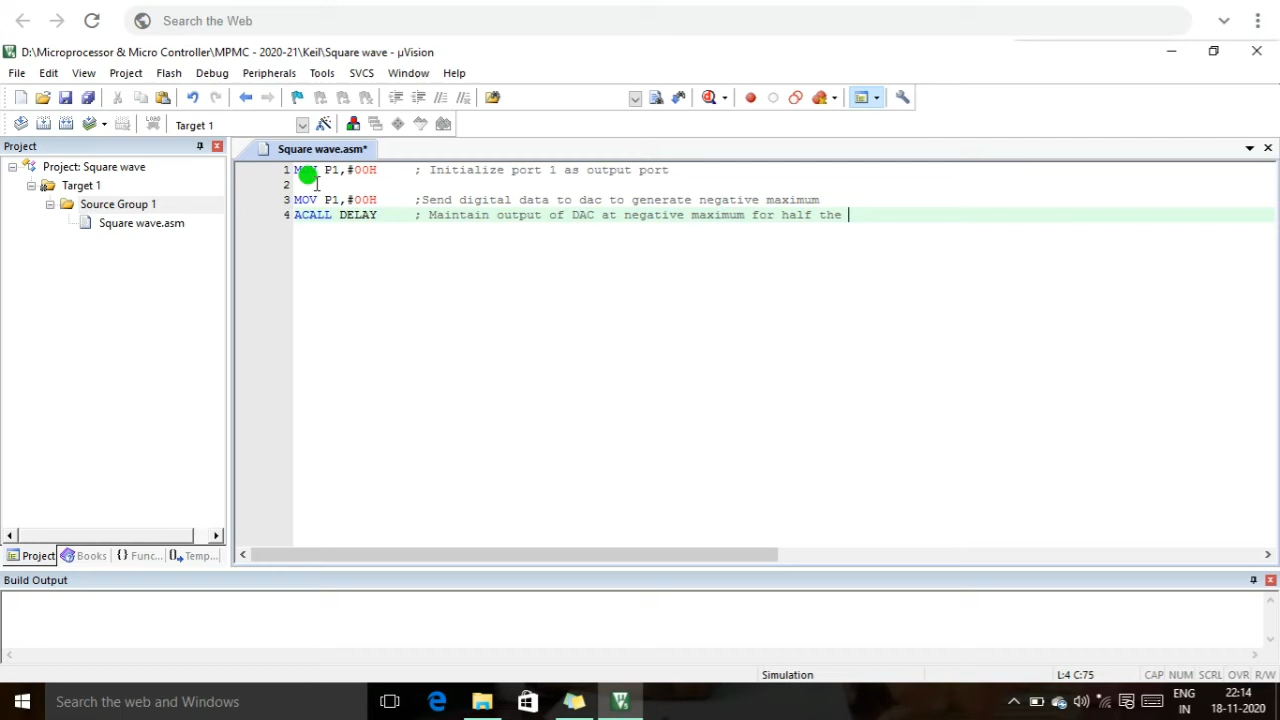 Search the Web
D:\Microprocessor & Micro Controller\MPMC - 2020-21\Keil\Square wave - µVision
File Edit View Project Flash Debug Peripherals Tools SVCS Window Help
LOAD Target 1
Project
Square wave.asm*
Project: Square wave
Target 1
Source Group 1
Square wave.asm
1 MOV P1,#00H ; Initialize port 1 as output port
2
3 MOV P1,#00H ;Send digital data to dac to generate negative maximum
4 ACALL DELAY ; Maintain output of DAC at negative maximum for half the
Project Books {} Func... Temp...
Build Output
Simulation L:4 C:75 CAP NUM SCRL OVR R/W
Search the web and Windows
ENG
IN
22:14
18-11-2020